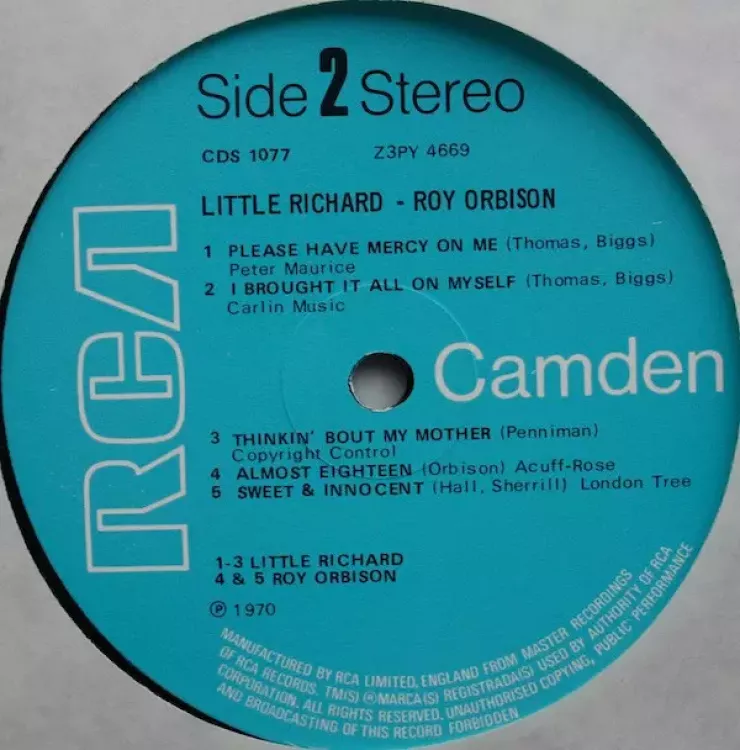 Side 2 Stereo
CDS 1077 Z3PY 4669
LITTLE RICHARD - ROY ORBISON
1 PLEASE HAVE MERCY ON ME (Thomas, Biggs)
Peter Maurice
2 I BROUGHT IT ALL ON MYSELF (Thomas, Biggs)
Carlin Music
RCA
Camden
3 THINKIN' BOUT MY MOTHER (Penniman)
Copyright Control
4 ALMOST EIGHTEEN (Orbison) Acuff-Rose
5 SWEET & INNOCENT (Hall, Sherrill) London Tree
1-3 LITTLE RICHARD
4 & 5 ROY ORBISON
℗ 1970
MANUFACTURED BY RCA LIMITED, ENGLAND FROM MASTER RECORDINGS
OF RCA RECORDS. TM(S) ® MARCA(S) REGISTRADA(S) USED BY AUTHORITY OF RCA
CORPORATION. ALL RIGHTS RESERVED. UNAUTHORISED COPYING, PUBLIC PERFORMANCE
AND BROADCASTING OF THIS RECORD FORBIDDEN